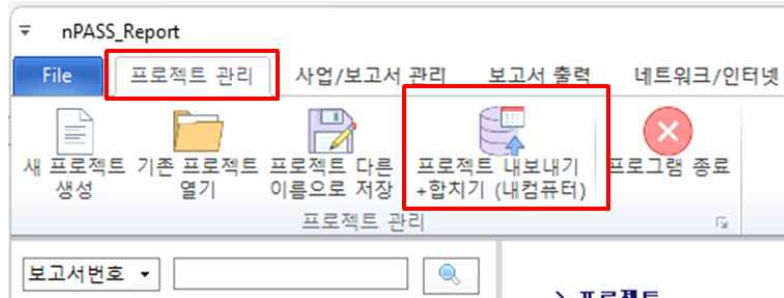 nPASS_Report
File 프로젝트 관리 사업/보고서 관리 보고서 출력 네트워크/인터넷
새 프로젝트 기존 프로젝트 프로젝트 다른 프로젝트 내보내기 프로그램 종료
생성 열기 이름으로 저장 +합치기 (내컴퓨터)
프로젝트 관리
보고서번호
프로젝트